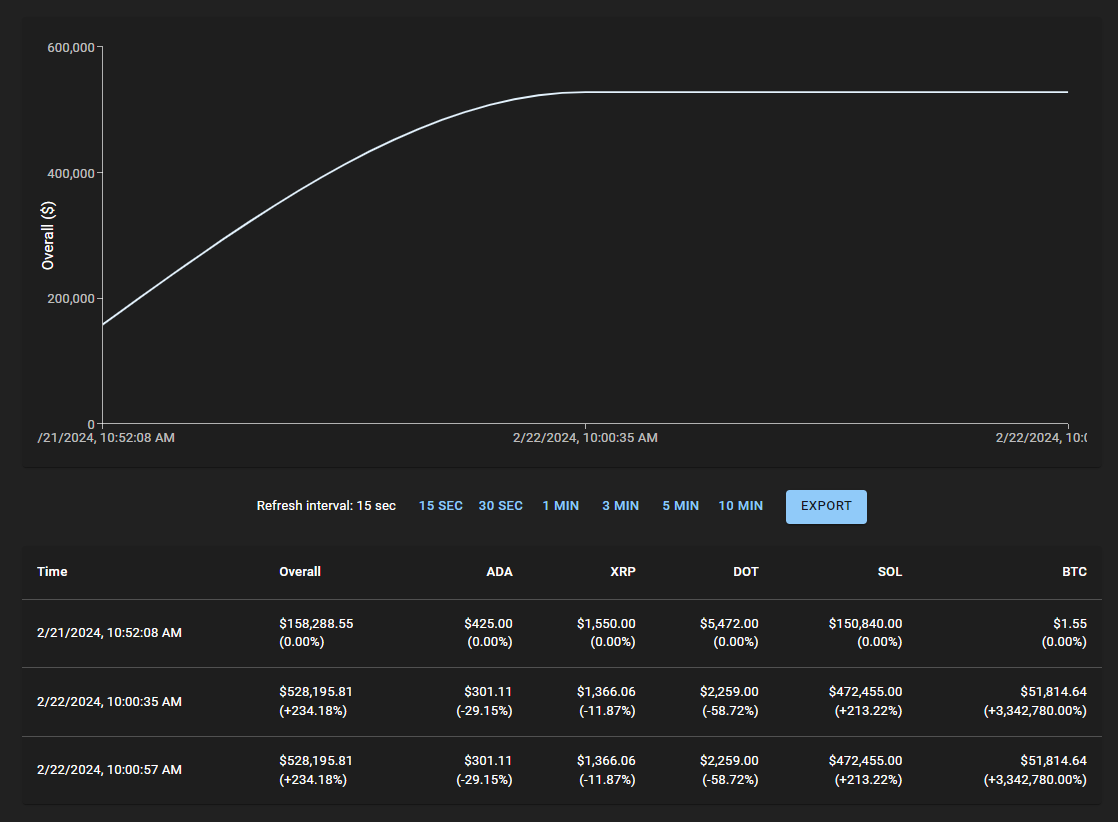 600,000
400,000
Overall ($)
200,000
0
/21/2024, 10:52:08 AM 2/22/2024, 10:00:35 AM 2/22/2024, 10:0
Refresh interval: 15 sec 15 SEC 30 SEC 1 MIN 3 MIN 5 MIN 10 MIN EXPORT
Time Overall ADA XRP DOT SOL BTC
$158,288.55 $425.00 $1,550.00 $5,472.00 $150,840.00 $1.55
2/21/2024, 10:52:08 AM
(0.00%) (0.00%) (0.00%) (0.00%) (0.00%) (0.00%)
$528,195.81 $301.11 $1,366.06 $2,259.00 $472,455.00 $51,814.64
2/22/2024, 10:00:35 AM
(+234.18%) (-29.15%) (-11.87%) (-58.72%) (+213.22%) (+3,342,780.00%)
$528,195.81 $301.11 $1,366.06 $2,259.00 $472,455.00 $51,814.64
2/22/2024, 10:00:57 AM
(+234.18%) (-29.15%) (-11.87%) (-58.72%) (+213.22%) (+3,342,780.00%)